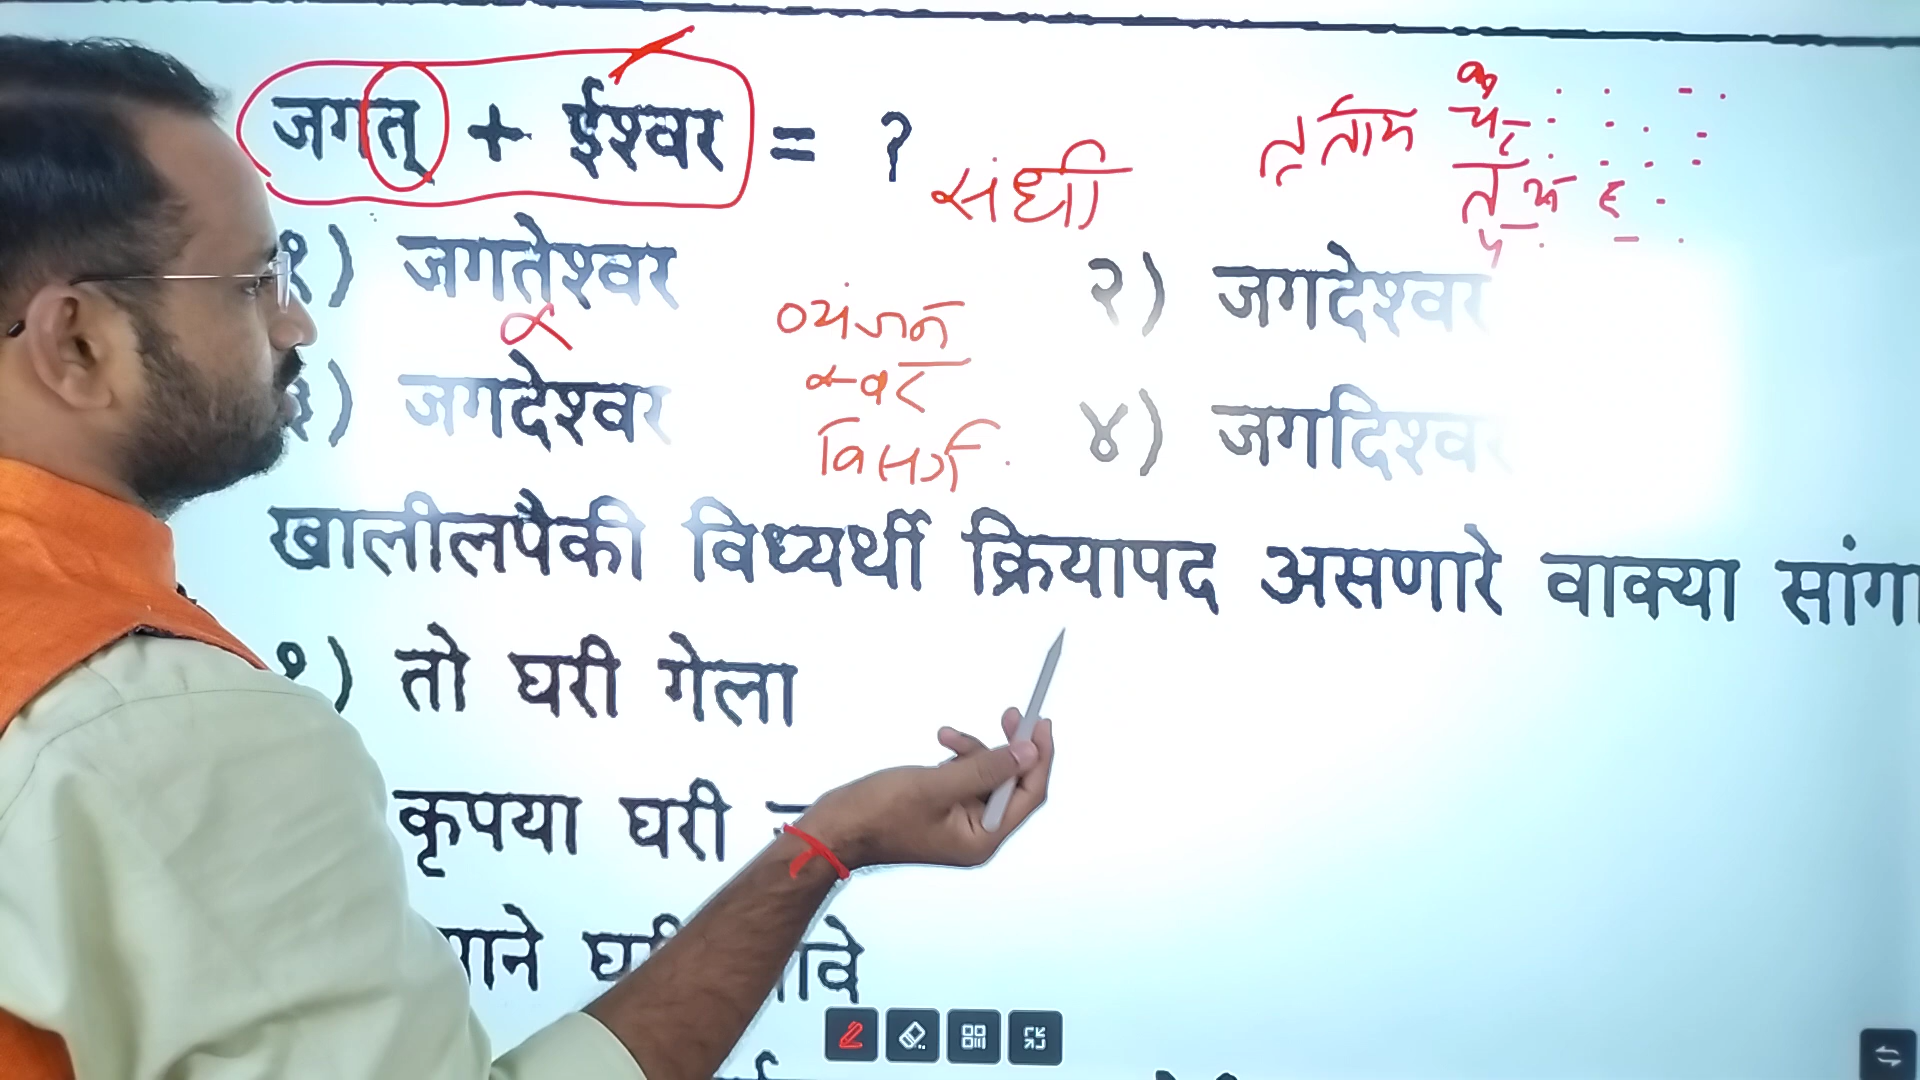 जगत् + ईश्वर = ?
संधी
तृतीय
१) जगतेश्वर
२) जगदेश्वर
व्यंजन
स्वर
विसर्ग
३) जगदेश्वर
४) जगदिश्वर
खालीलपैकी विध्यर्थी क्रियापद असणारे वाक्या सांगा
१) तो घरी गेला
कृपया घरी